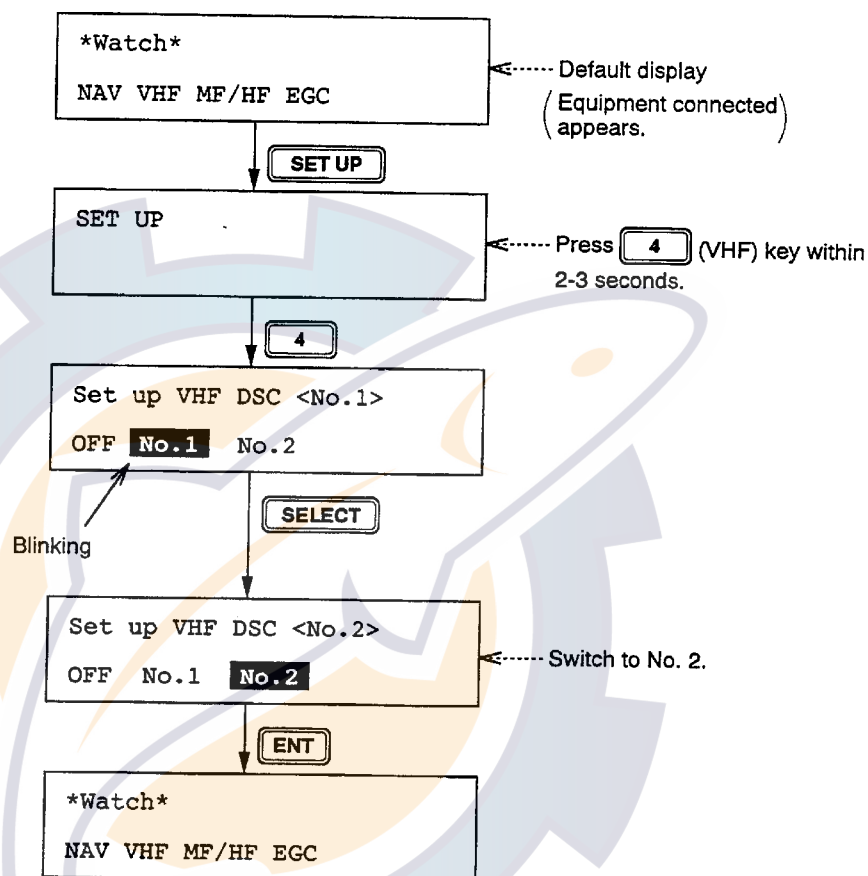 *Watch*
NAV VHF MF/HF EGC
Default display
(Equipment connected
appears.)
SET UP
SET UP
Press 4 (VHF) key within
2-3 seconds.
4
Set up VHF DSC <No.1>
OFF No.1 No.2
Blinking
SELECT
Set up VHF DSC <No.2>
OFF No.1 No.2
Switch to No. 2.
ENT
*Watch*
NAV VHF MF/HF EGC